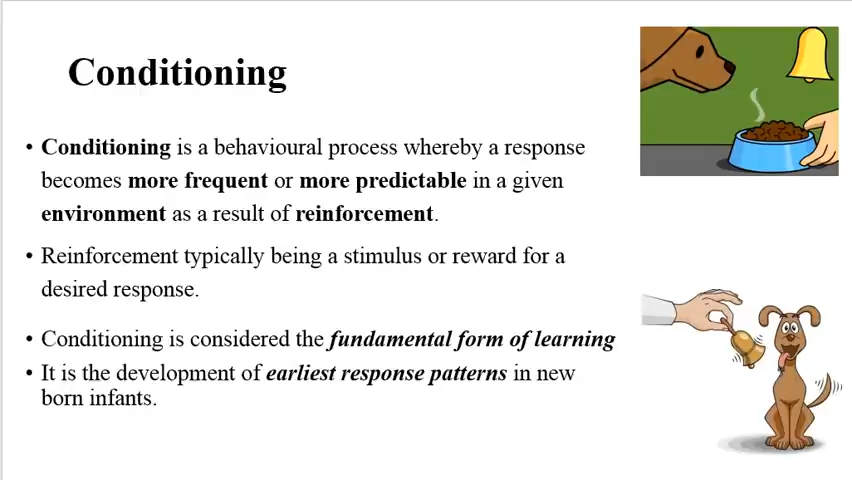 Conditioning
• Conditioning is a behavioural process whereby a response
becomes more frequent or more predictable in a given
environment as a result of reinforcement.
• Reinforcement typically being a stimulus or reward for a
desired response.
• Conditioning is considered the fundamental form of learning
• It is the development of earliest response patterns in new
born infants.